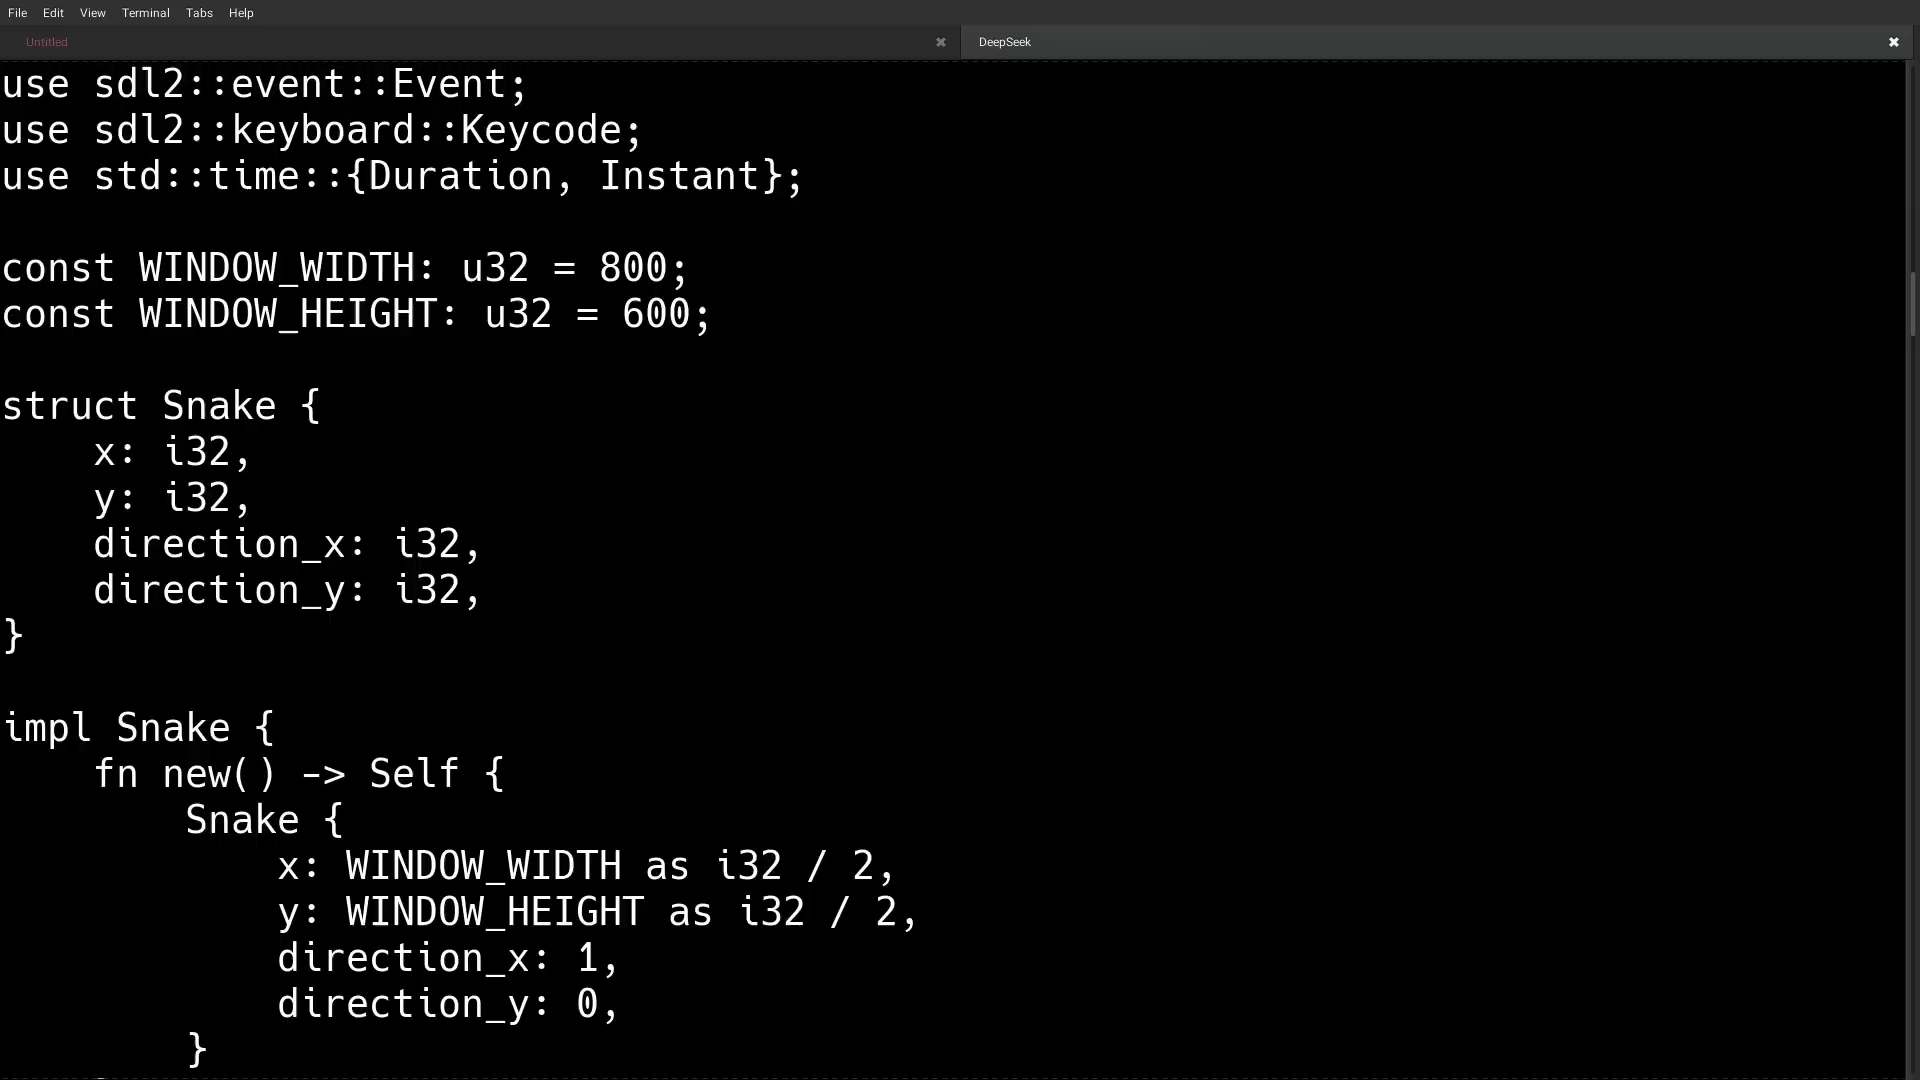 File Edit View Terminal Tabs Help
Untitled
DeepSeek
use sdl2::event::Event;
use sdl2::keyboard::Keycode;
use std::time::{Duration, Instant};

const WINDOW_WIDTH: u32 = 800;
const WINDOW_HEIGHT: u32 = 600;

struct Snake {
    x: i32,
    y: i32,
    direction_x: i32,
    direction_y: i32,
}

impl Snake {
    fn new() -> Self {
        Snake {
            x: WINDOW_WIDTH as i32 / 2,
            y: WINDOW_HEIGHT as i32 / 2,
            direction_x: 1,
            direction_y: 0,
        }